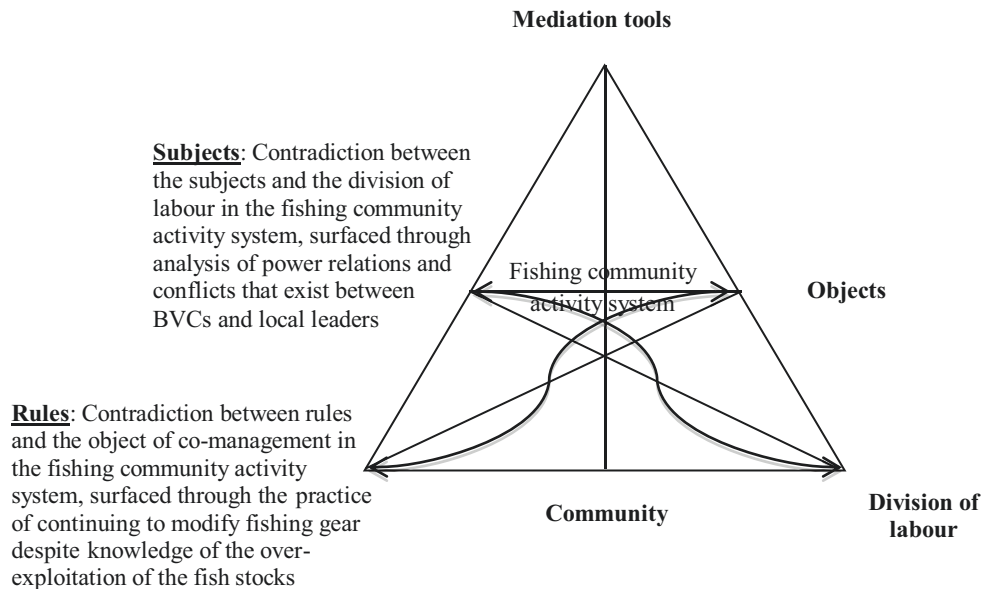 Mediation tools
Subjects: Contradiction between
the subjects and the division of
labour in the fishing community
activity system, surfaced through
analysis of power relations and
conflicts that exist between
BVCs and local leaders
Fishing community
activity system
Objects
Rules: Contradiction between rules
and the object of co-management in
the fishing community activity
system, surfaced through the practice
of continuing to modify fishing gear
despite knowledge of the over-
exploitation of the fish stocks
Community
Division of
labour